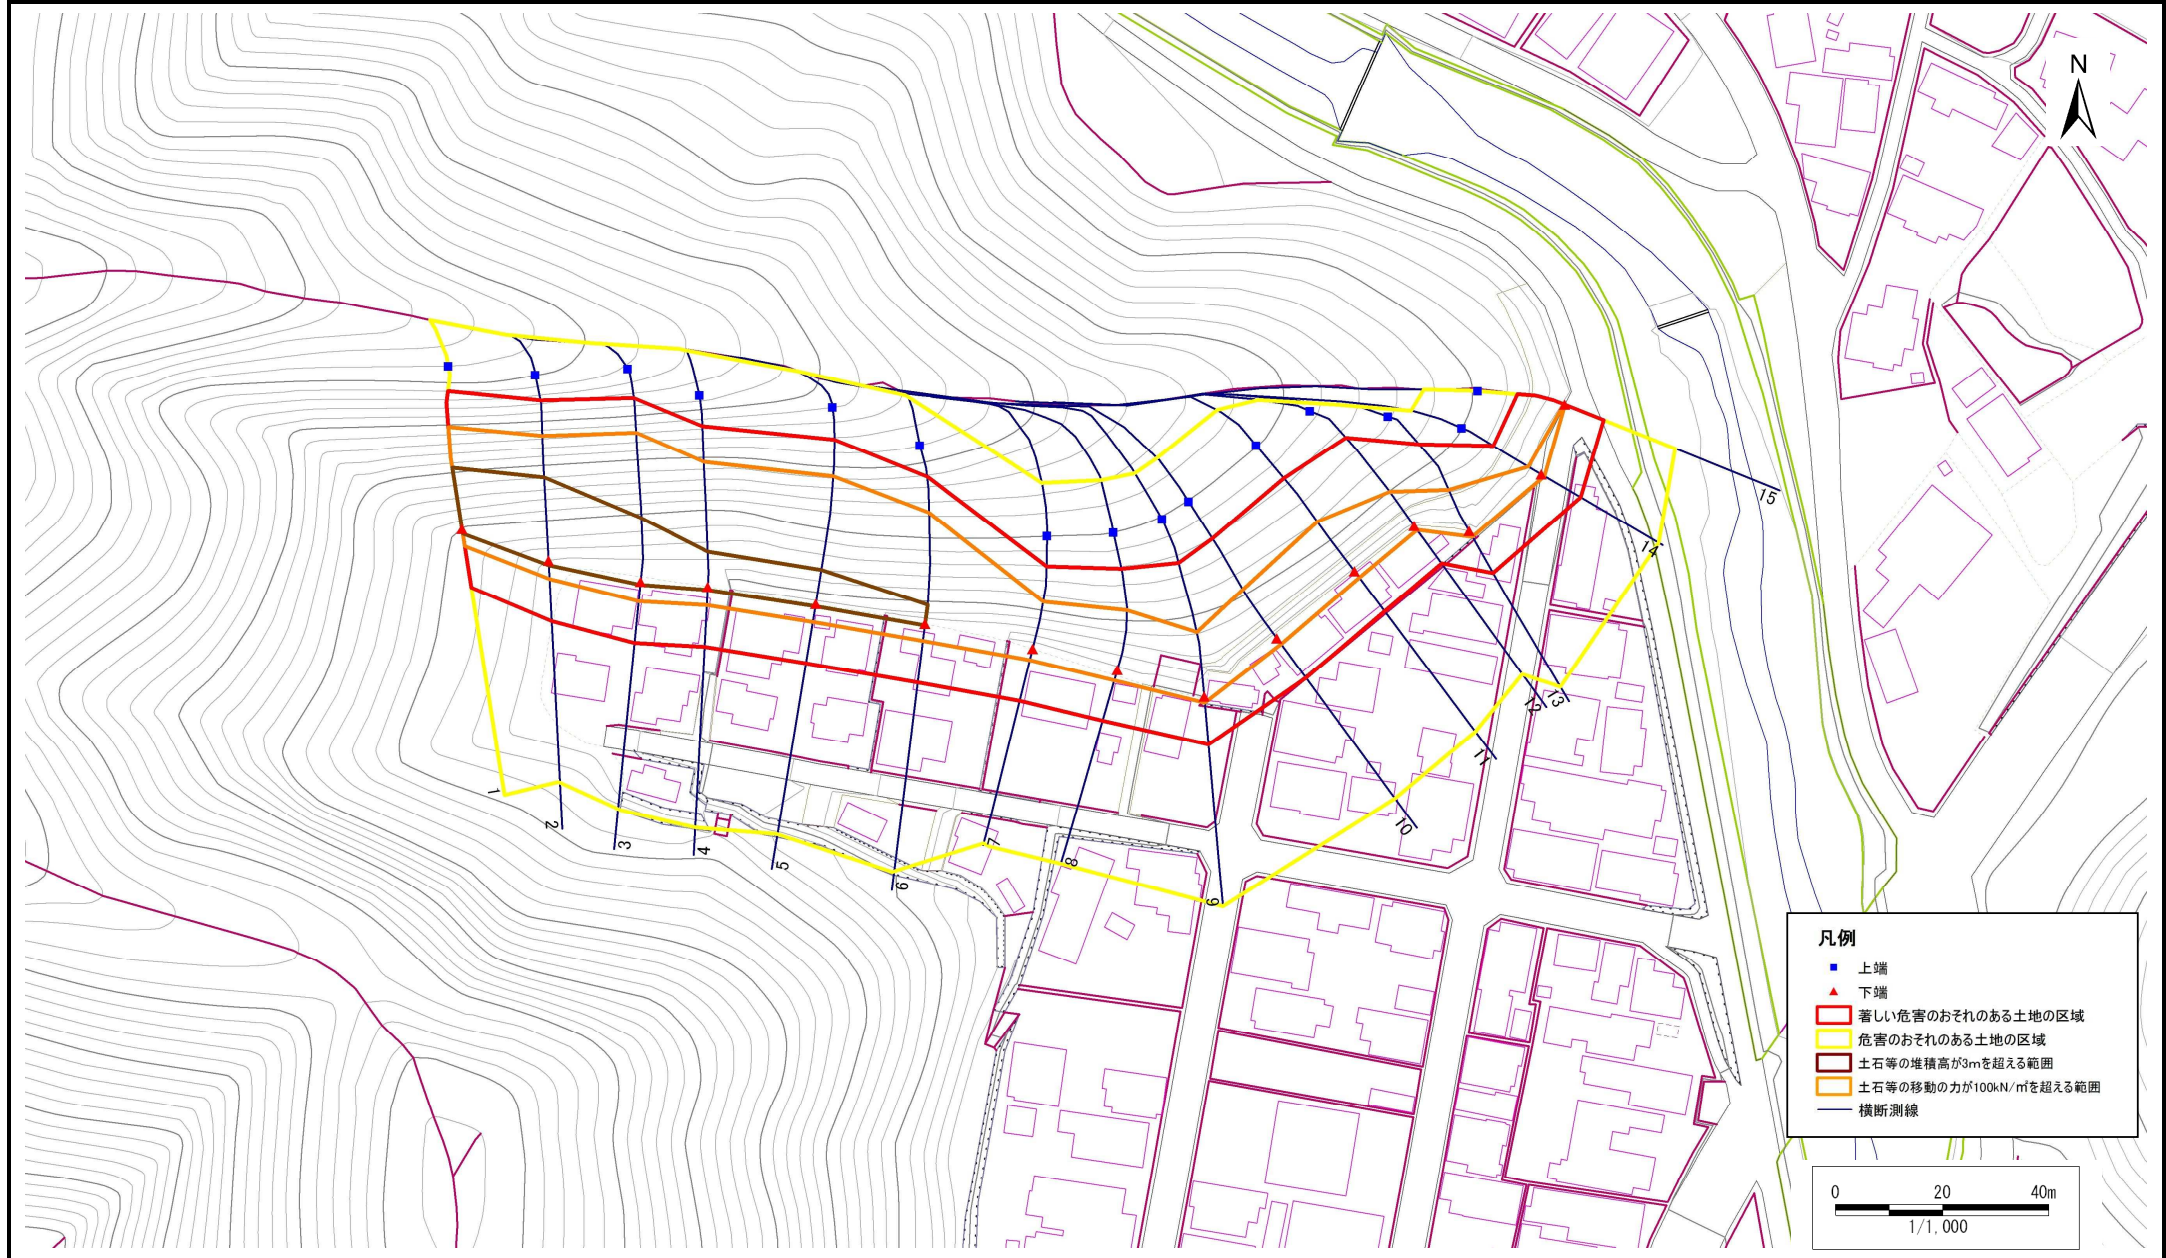 N
15
14
13
12
11
10
9
8
7
6
5
4
3
2
1
凡例
上端
下端
著しい危害のおそれのある土地の区域
危害のおそれのある土地の区域
土石等の堆積高が3mを超える範囲
土石等の移動の力が100kN/㎡を超える範囲
横断測線
0 20 40m
1/1,000